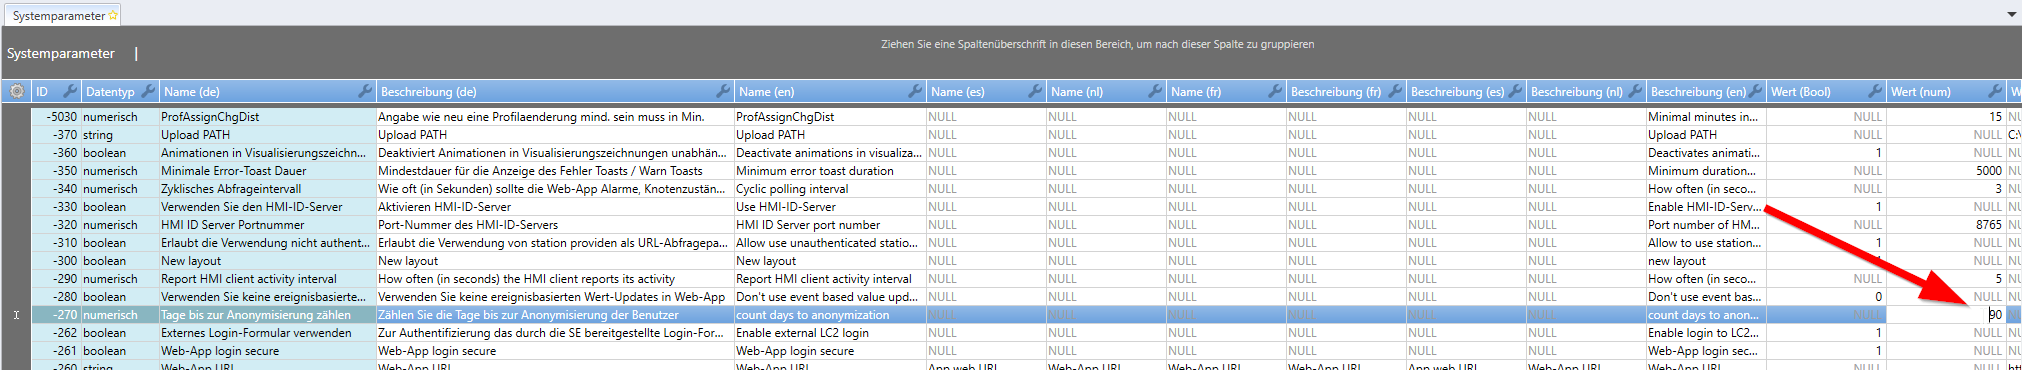 Systemparameter
Ziehen Sie eine Spaltenüberschrift in diesen Bereich, um nach dieser Spalte zu gruppieren
Systemparameter |
ID Datentyp Name (de) Beschreibung (de) Name (en) Name (es) Name (nl) Name (fr) Beschreibung (fr) Beschreibung (es) Beschreibung (nl) Beschreibung (en) Wert (Bool) Wert (num) W
-5030 numerisch ProfAssignChgDist Angabe wie neu eine Profilaenderung mind. sein muss in Min. ProfAssignChgDist NULL NULL NULL NULL NULL NULL Minimal minutes in... NULL 15 NU
-370 string Upload PATH Upload PATH Upload PATH NULL NULL NULL NULL NULL NULL Upload PATH NULL NULL C:\
-360 boolean Animationen in Visualisierungszeichn... Deaktiviert Animationen in Visualisierungszeichnungen unabhän... Deactivate animations in visualiza... NULL NULL NULL NULL NULL NULL Deactivates animati... 1 NULL NU
-350 numerisch Minimale Error-Toast Dauer Mindestdauer für die Anzeige des Fehler Toasts / Warn Toasts Minimum error toast duration NULL NULL NULL NULL NULL NULL Minimum duration... NULL 5000 NU
-340 numerisch Zyklisches Abfrageintervall Wie oft (in Sekunden) sollte die Web-App Alarme, Knotenzustän... Cyclic polling interval NULL NULL NULL NULL NULL NULL How often (in seco... NULL 3 NU
-330 boolean Verwenden Sie den HMI-ID-Server Aktivieren HMI-ID-Server Use HMI-ID-Server NULL NULL NULL NULL NULL NULL Enable HMI-ID-Serv... 1 NULL NU
-320 numerisch HMI ID Server Portnummer Port-Nummer des HMI-ID-Servers HMI ID Server port number NULL NULL NULL NULL NULL NULL Port number of HM... NULL 8765 NU
-310 boolean Erlaubt die Verwendung nicht authent... Erlaubt die Verwendung von station providen als URL-Abfragepa... Allow use unauthenticated statio... NULL NULL NULL NULL NULL NULL Allow to use station... 1 NULL NU
-300 boolean New layout New layout New layout NULL NULL NULL NULL NULL NULL new layout NULL NU
-290 numerisch Report HMI client activity interval How often (in seconds) the HMI client reports its activity Report HMI client activity interval NULL NULL NULL NULL NULL NULL How often (in seco... NULL 5 NU
-280 boolean Verwenden Sie keine ereignisbasierte... Verwenden Sie keine ereignisbasierten Wert-Updates in Web-App Don't use event based value upd... NULL NULL NULL NULL NULL NULL Don't use event bas... 0 NULL NU
-270 numerisch Tage bis zur Anonymisierung zählen Zählen Sie die Tage bis zur Anonymisierung der Benutzer count days to anonymization NULL NULL NULL NULL NULL NULL count days to anon... NULL 90 NU
-262 boolean Externes Login-Formular verwenden Zur Authentifizierung das durch die SE bereitgestellte Login-For... Enable external LC2 login NULL NULL NULL NULL NULL NULL Enable login to LC2... 1 NULL NU
-261 boolean Web-App login secure Web-App login secure Web-App login secure NULL NULL NULL NULL NULL NULL Web-App login sec... 1 NULL NU
-260 string Web-App URL Web-App URL Web-App URL App web URL Web-App URL Web-App URL Web-App URL Web-App URL Web-App URL Web-App URL NULL NULL htt